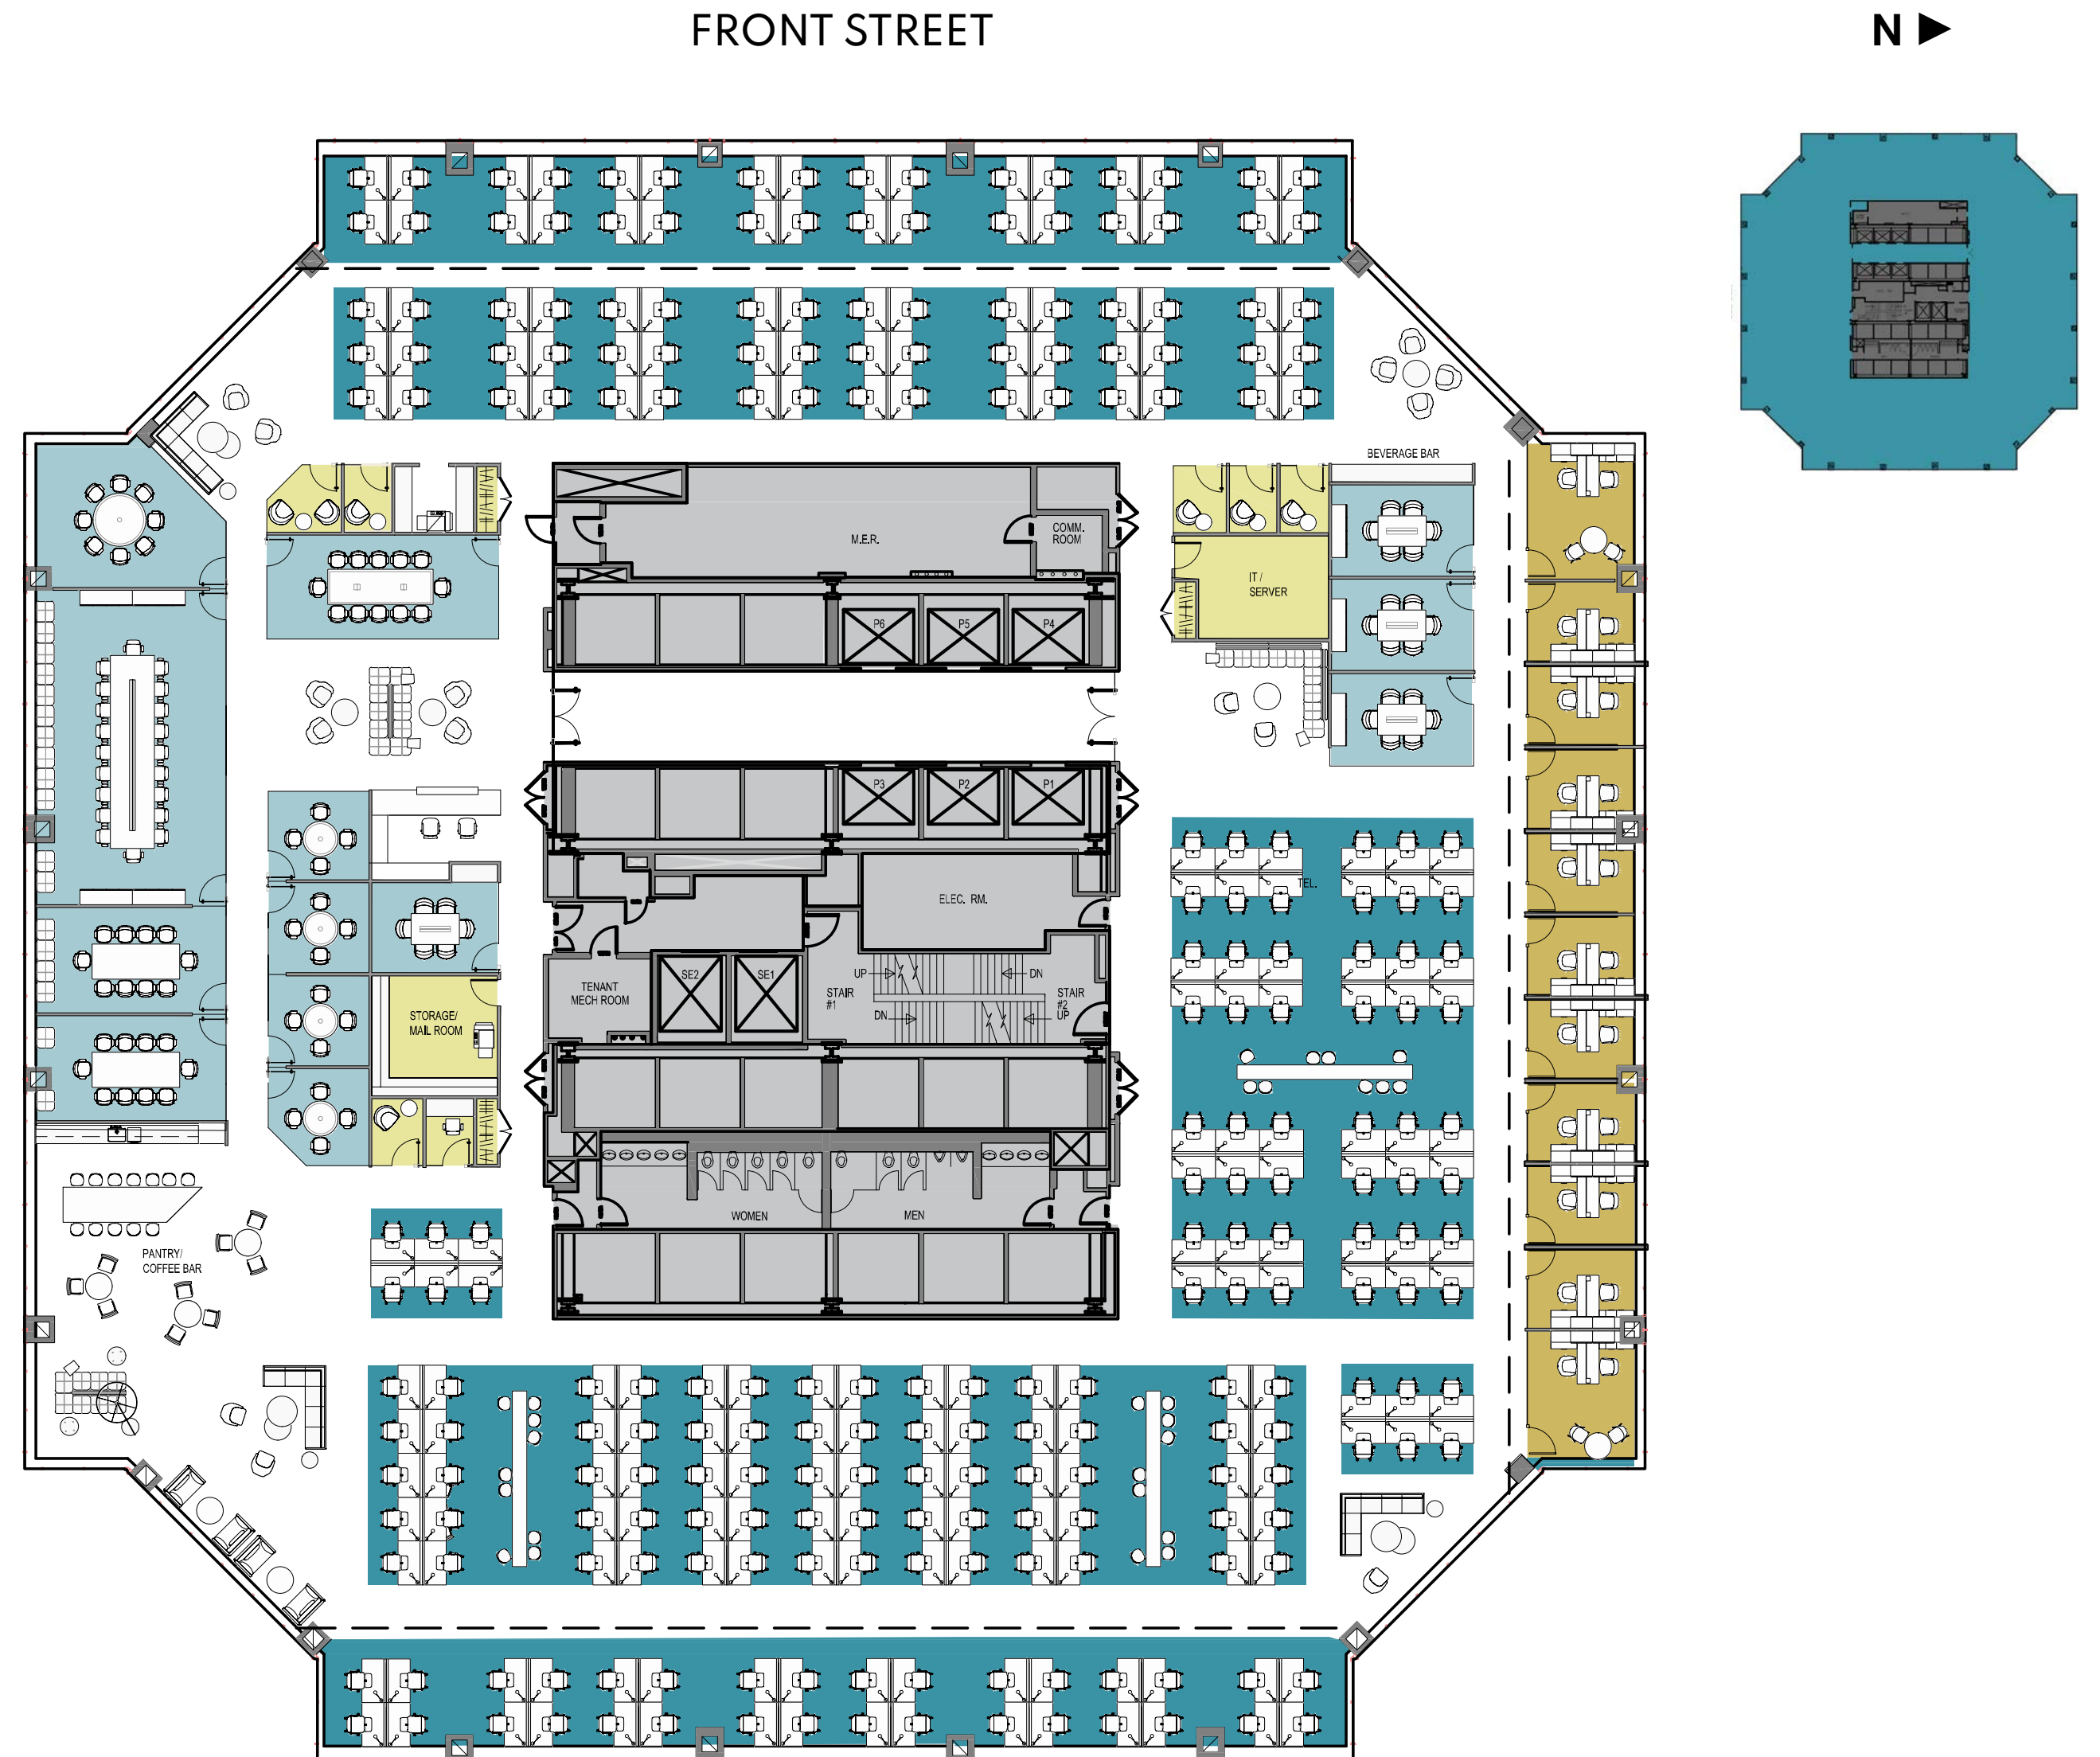 FRONT STREET
N
BEVERAGE BAR
COMM.
ROOM
M.E.R.
IT /
SERVER
P6
P5
P4
P3
P2
P1
TEL.
ELEC. RM.
SE2
SE1
UP
DN
TENANT
MECH ROOM
STAIR
#1
STAIR
#2
UP
DN
STORAGE/
MAIL ROOM
WOMEN
MEN
PANTRY/
COFFEE BAR